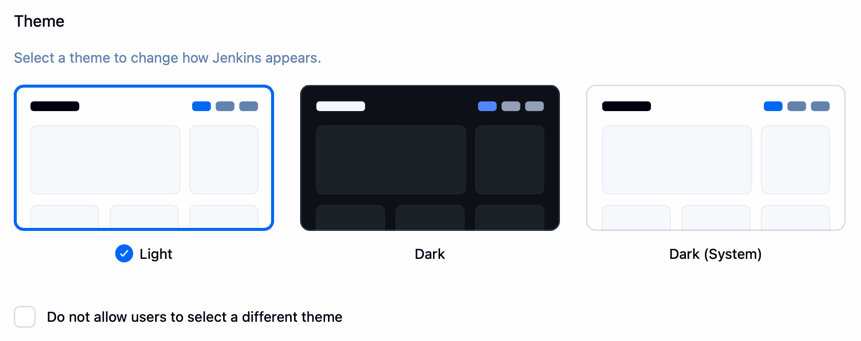 Theme
Select a theme to change how Jenkins appears.
Light
Dark
Dark (System)
Do not allow users to select a different theme